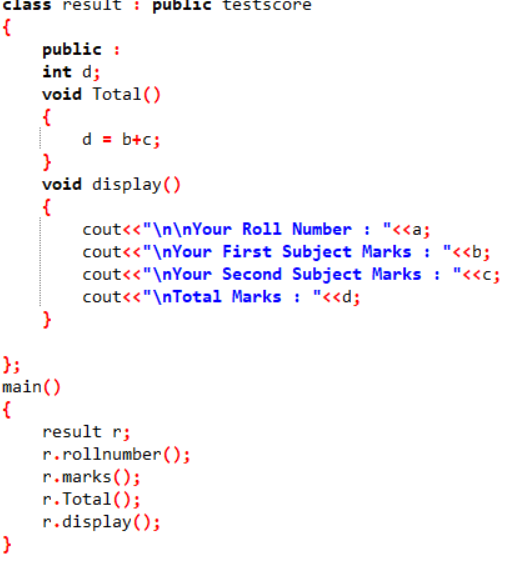 class result : public testscore
{
public :
int d;
void Total()
{
d = b+c;
}
void display()
{
cout<<"\n\nYour Roll Number : "<<a;
cout<<"\nYour First Subject Marks : "<<b;
cout<<"\nYour Second Subject Marks : "<<c;
cout<<"\nTotal Marks : "<<d;
}
};
main()
{
result r;
r.rollnumber();
r.marks();
r.Total();
r.display();
}